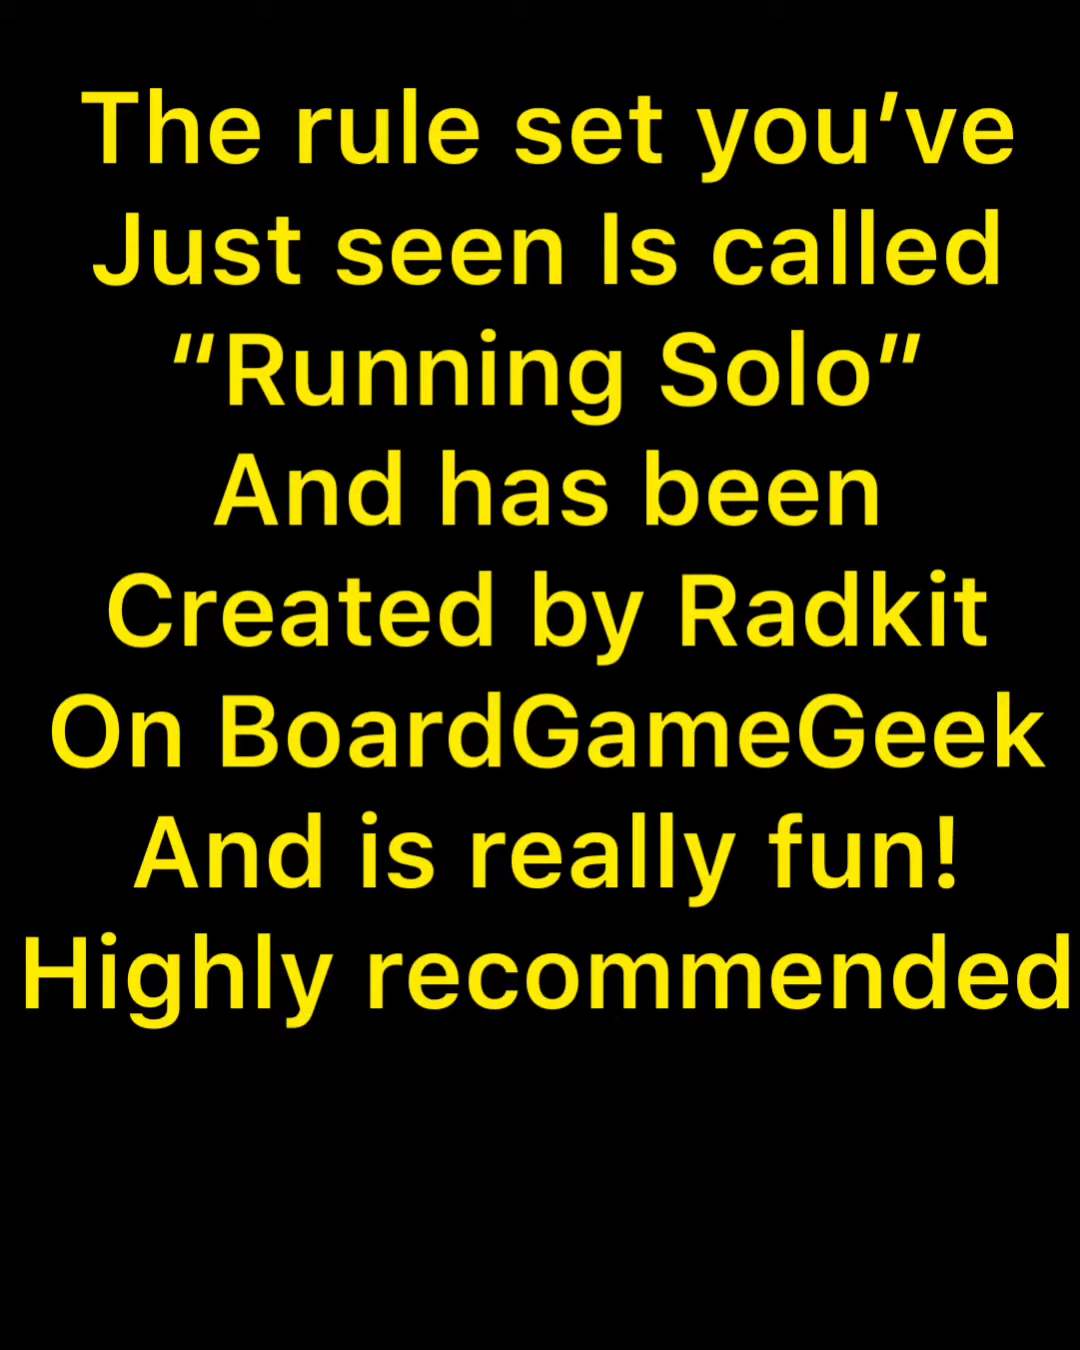 The rule set you’ve
Just seen Is called
“Running Solo”
And has been
Created by Radkit
On BoardGameGeek
And is really fun!
Highly recommended